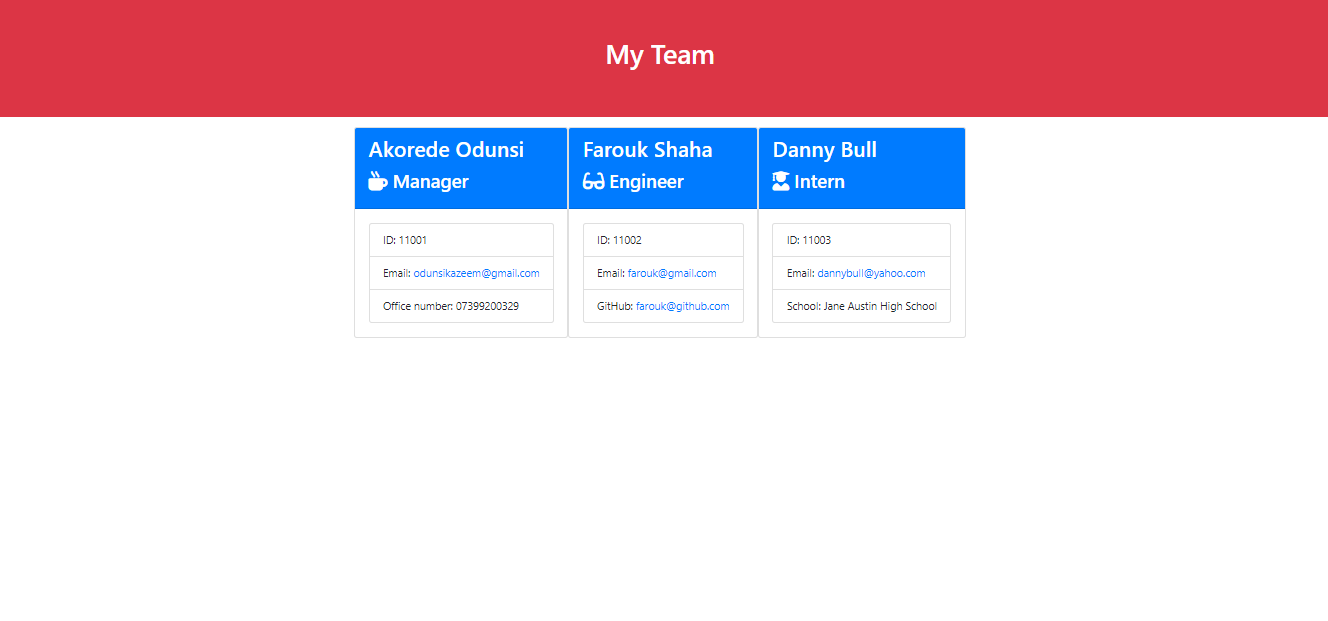 My Team
Akorede Odunsi
Manager
ID: 11001
Email: odunsikazeem@gmail.com
Office number: 07399200329
Farouk Shaha
Engineer
ID: 11002
Email: farouk@gmail.com
GitHub: farouk@github.com
Danny Bull
Intern
ID: 11003
Email: dannybull@yahoo.com
School: Jane Austin High School